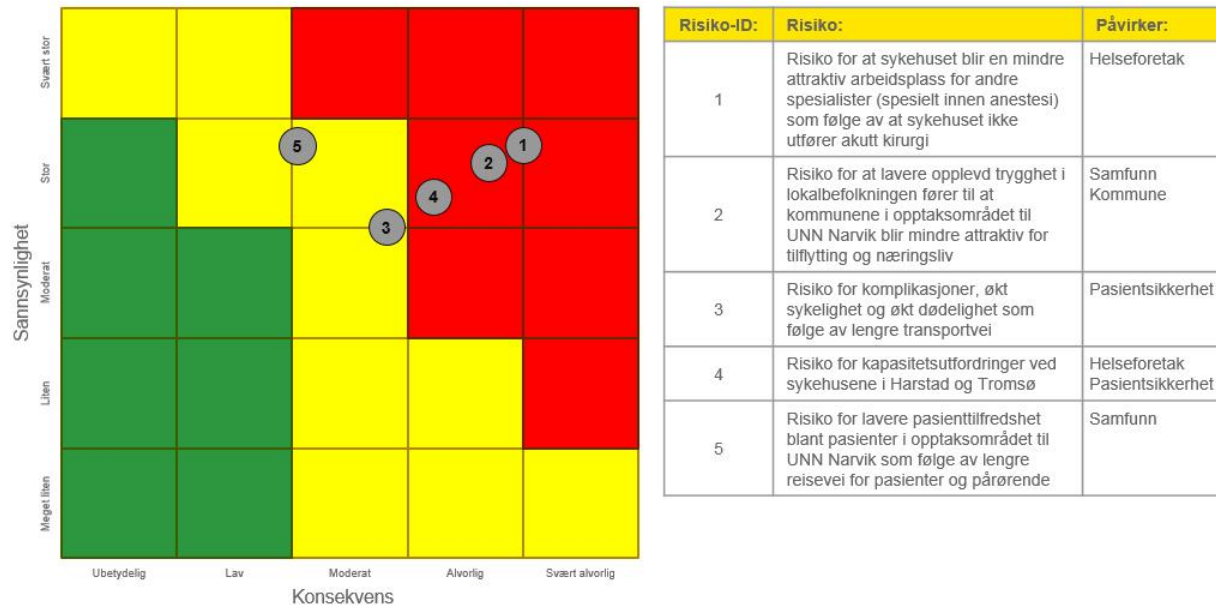 Sannsynlighet
Svært stor
Stor
Moderat
Liten
Meget liten
5
1
2
4
3
Ubetydelig
Lav
Moderat
Alvorlig
Svært alvorlig
Konsekvens
Risiko-ID:
Risiko:
Påvirker:
1
Risiko for at sykehuset blir en mindre
attraktiv arbeidsplass for andre
spesialister (spesielt innen anestesi)
som følge av at sykehuset ikke
utfører akutt kirurgi
Helseforetak
2
Risiko for at lavere opplevd trygghet i
lokalbefolkningen fører til at
kommunene i opptaksområdet til
UNN Narvik blir mindre attraktiv for
tilflytting og næringsliv
Samfunn
Kommune
3
Risiko for komplikasjoner, økt
sykelighet og økt dødelighet som
følge av lengre transportvei
Pasientsikkerhet
4
Risiko for kapasitetsutfordringer ved
sykehusene i Harstad og Tromsø
Helseforetak
Pasientsikkerhet
5
Risiko for lavere pasienttilfredshet
blant pasienter i opptaksområdet til
UNN Narvik som følge av lengre
reisevei for pasienter og pårørende
Samfunn